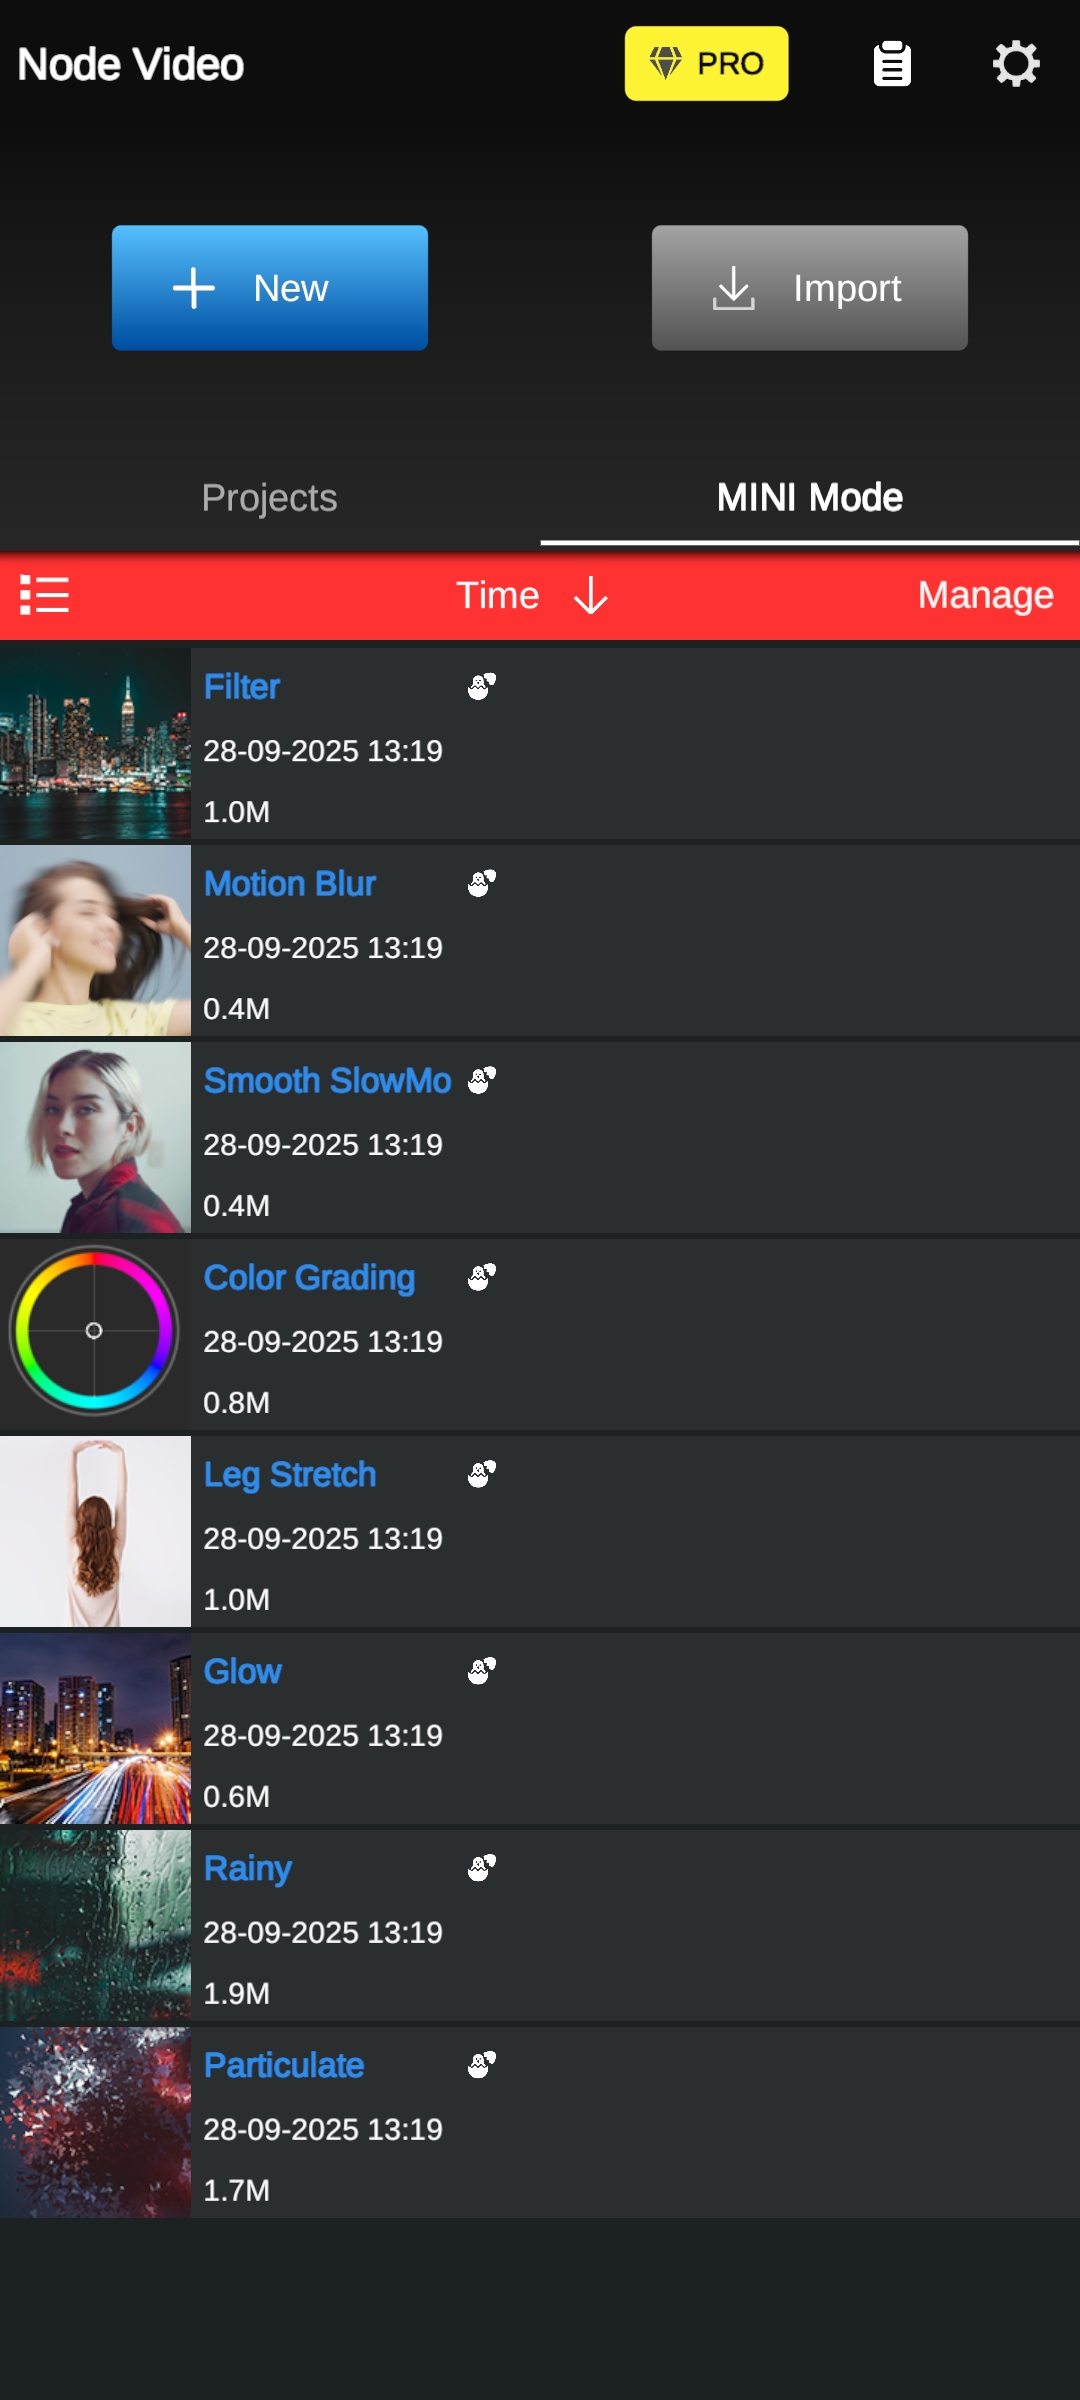 Node Video
PRO
New
Import
Projects
MINI Mode
Time
Manage
Filter
28-09-2025 13:19
1.0M
Motion Blur
28-09-2025 13:19
0.4M
Smooth SlowMo
28-09-2025 13:19
0.4M
Color Grading
28-09-2025 13:19
0.8M
Leg Stretch
28-09-2025 13:19
1.0M
Glow
28-09-2025 13:19
0.6M
Rainy
28-09-2025 13:19
1.9M
Particulate
28-09-2025 13:19
1.7M